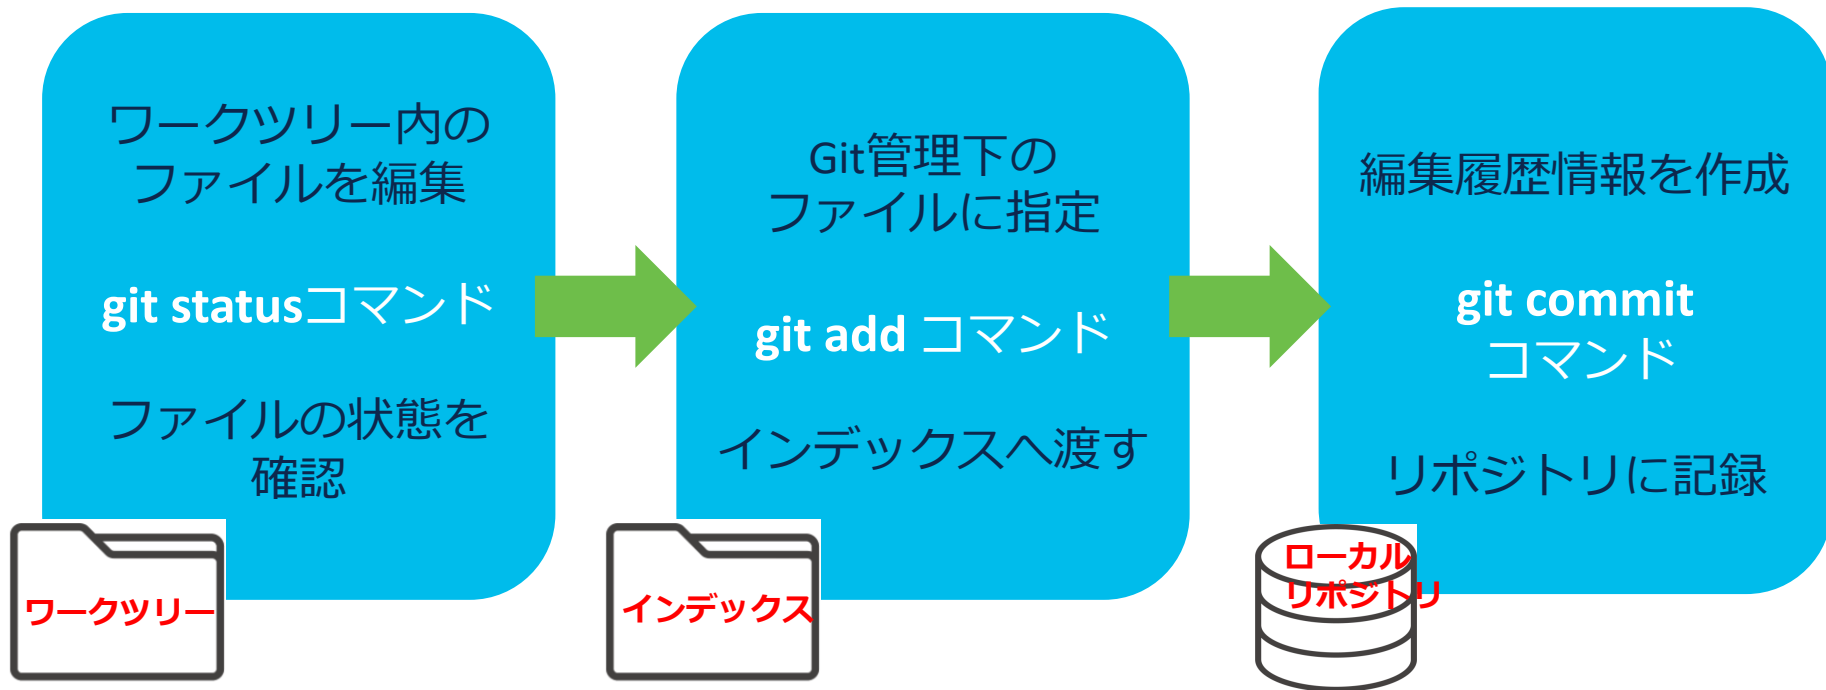 ワークツリー内の
ファイルを編集
git statusコマンド
ファイルの状態を
確認
ワークツリー
Git管理下の
ファイルに指定
git add コマンド
インデックスへ渡す
インデックス
編集履歴情報を作成
git commit
コマンド
リポジトリに記録
ローカル
リポジトリ